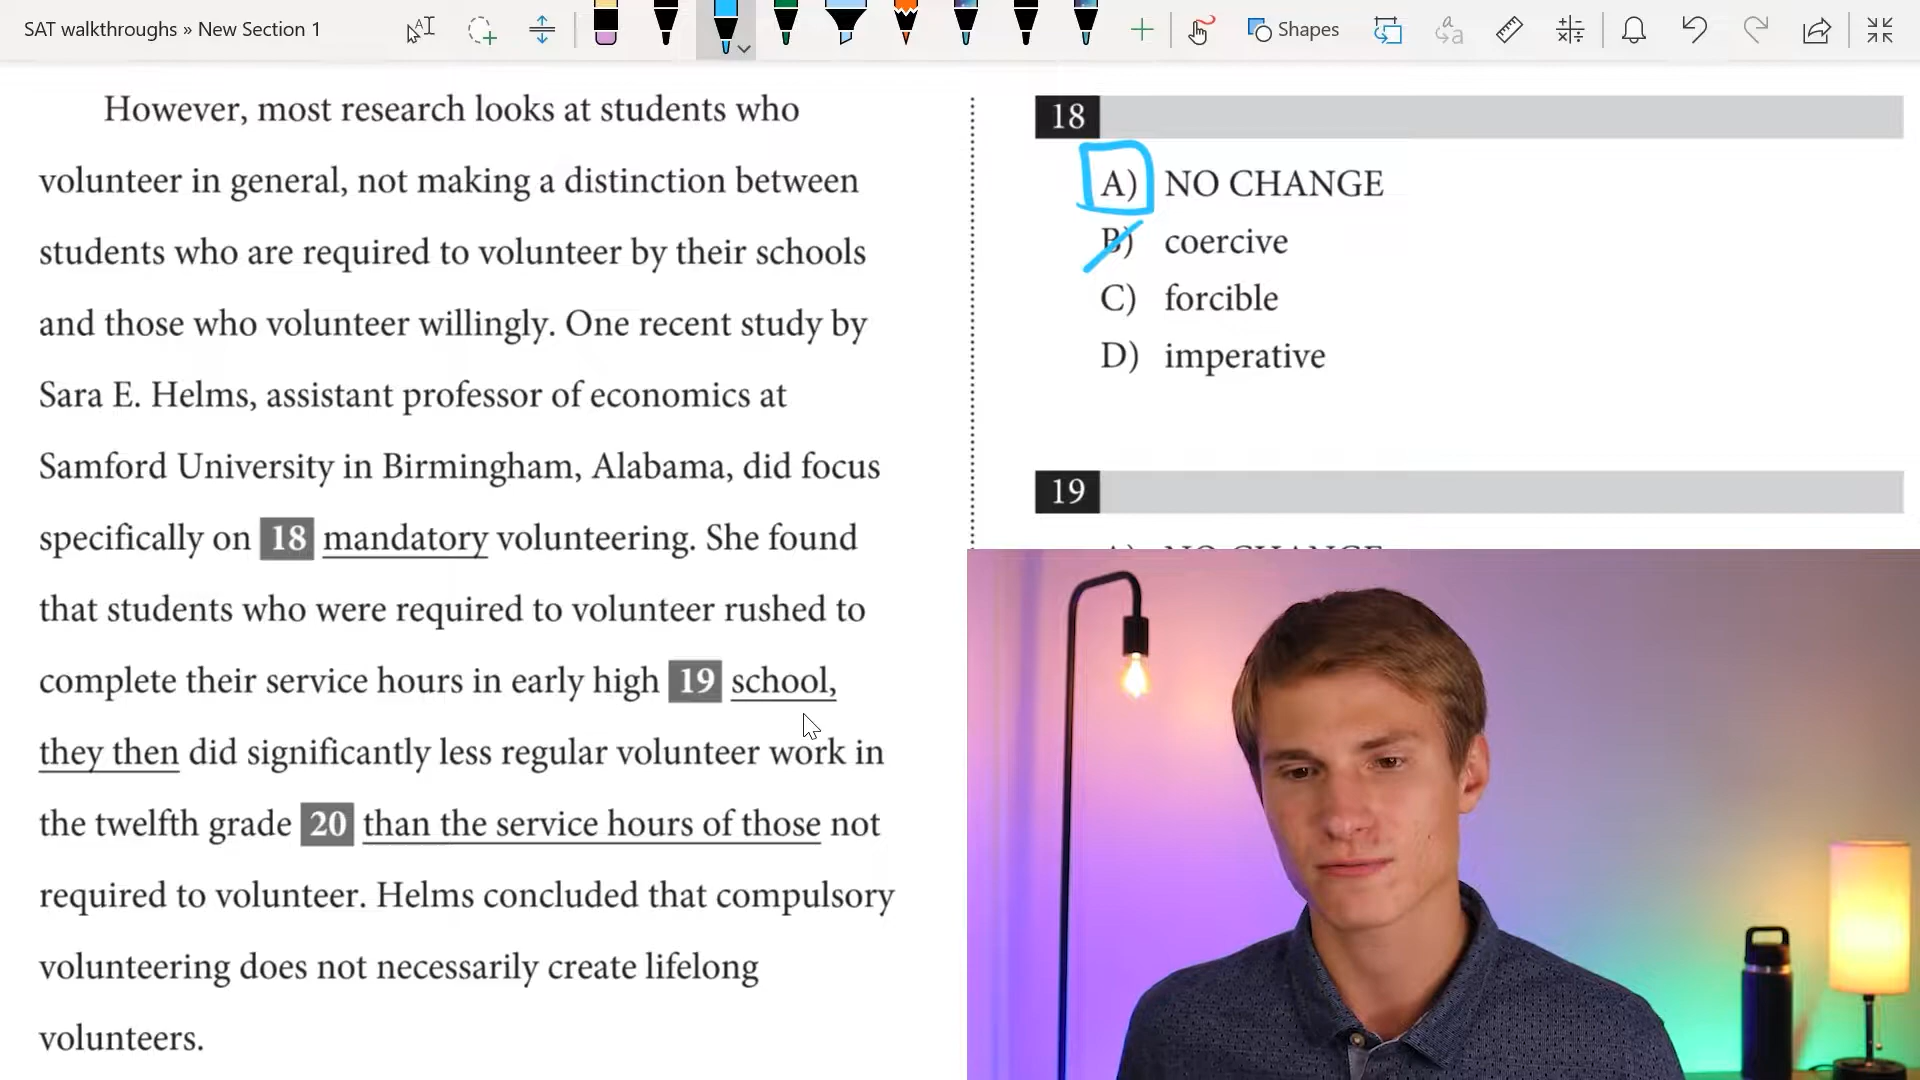 SAT walkthroughs » New Section 1
Shapes
However, most research looks at students who
volunteer in general, not making a distinction between
students who are required to volunteer by their schools
and those who volunteer willingly. One recent study by
Sara E. Helms, assistant professor of economics at
Samford University in Birmingham, Alabama, did focus
specifically on 18 mandatory volunteering. She found
that students who were required to volunteer rushed to
complete their service hours in early high 19 school,
they then did significantly less regular volunteer work in
the twelfth grade 20 than the service hours of those not
required to volunteer. Helms concluded that compulsory
volunteering does not necessarily create lifelong
volunteers.
18
A) NO CHANGE
B) coercive
C) forcible
D) imperative
19
A) NO CHANGE